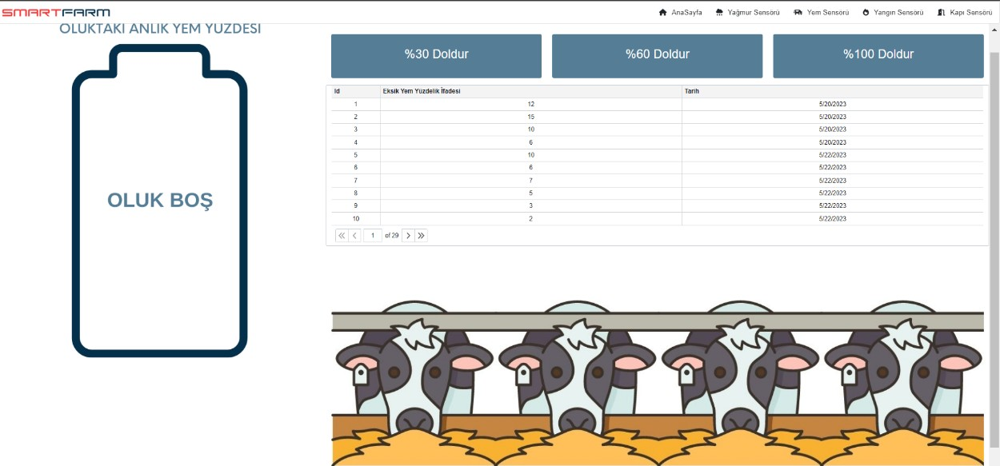 SMARTFARM
AnaSayfa Yağmur Sensörü Yem Sensörü Yangın Sensörü Kapı Sensörü
OLUKTAKİ ANLIK YEM YÜZDESİ
%30 Doldur %60 Doldur %100 Doldur
Id Eksik Yem Yüzdelik İfadesi Tarih
1 12 5/20/2023
2 15 5/20/2023
3 10 5/20/2023
4 6 5/20/2023
5 10 5/22/2023
6 6 5/22/2023
7 7 5/22/2023
8 5 5/22/2023
9 3 5/22/2023
10 2 5/22/2023
1 of 29
OLUK BOŞ